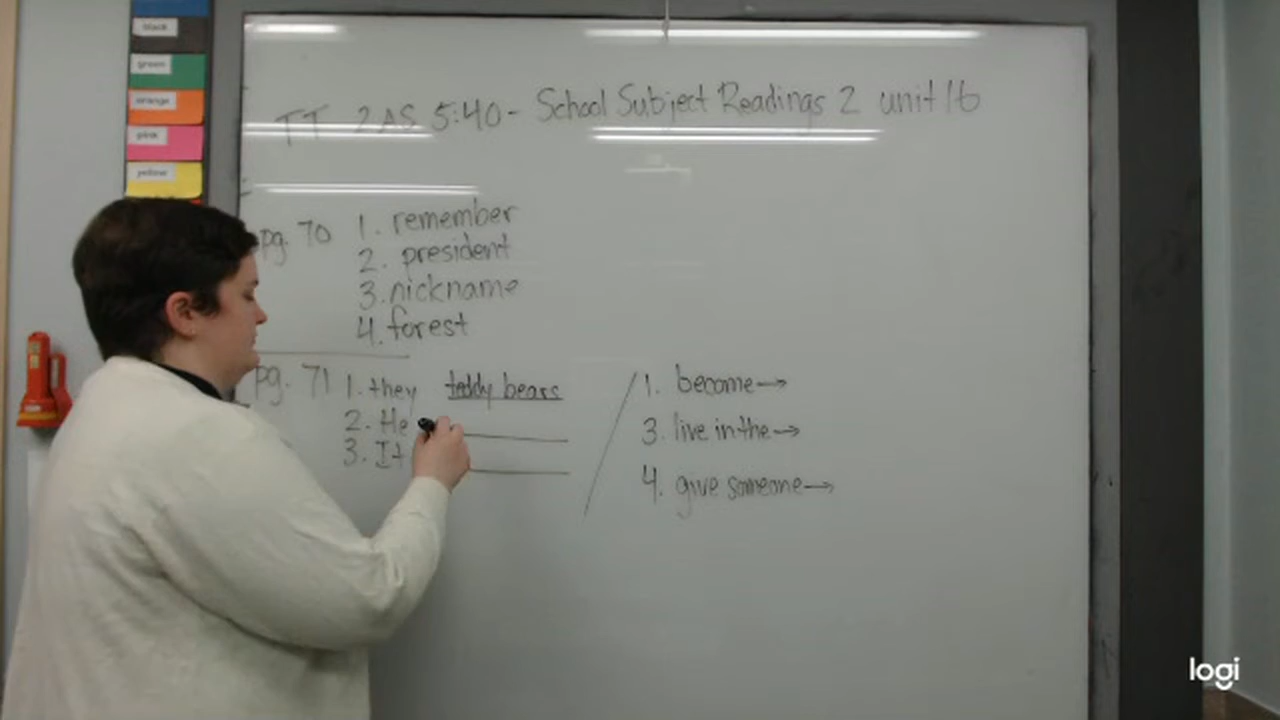 black
green
orange
pink
yellow
TT 2AS 5:40- School Subject Readings 2 unit 16
pg. 70 1. remember
2. president
3. nickname
4. forest
pg. 71 1. they teddy bears
2. He
3. It
1. become→
3. live in the→
4. give someone→
logi